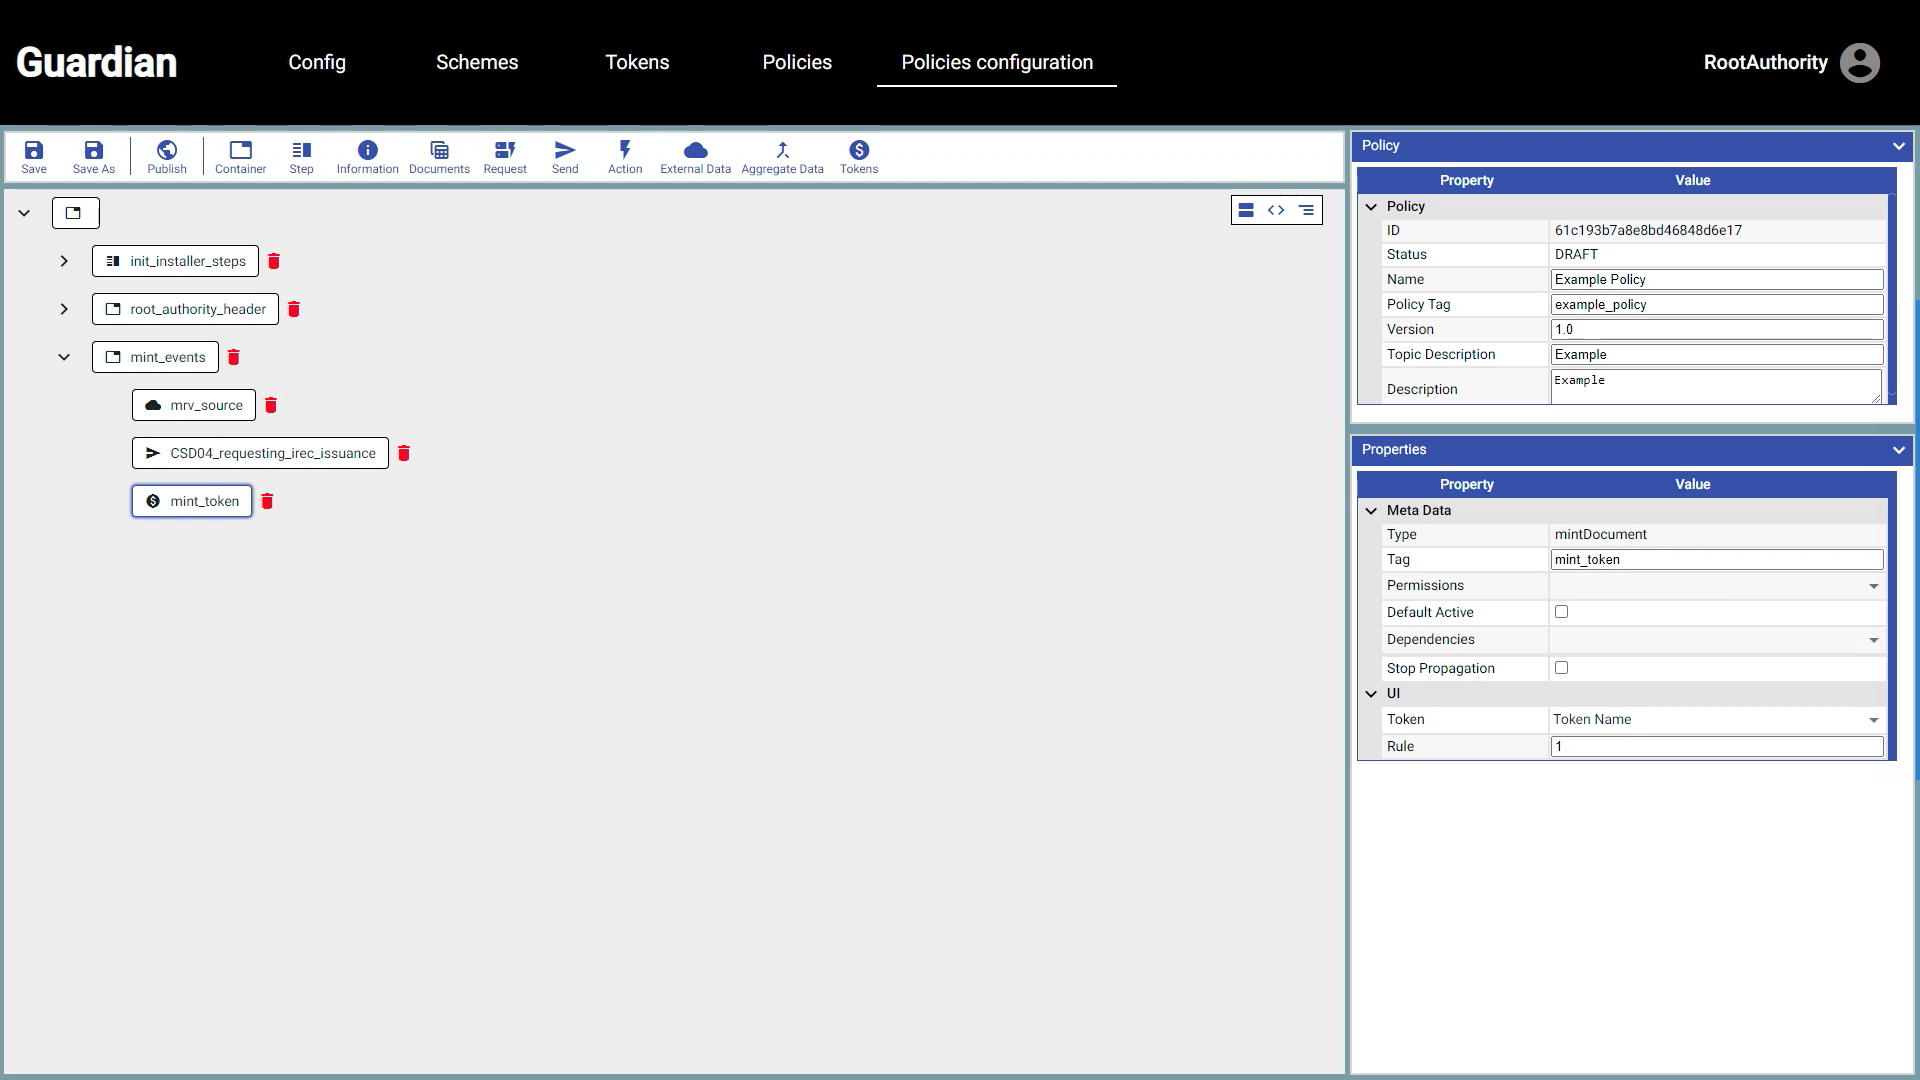 Guardian
Config
Schemes
Tokens
Policies
Policies configuration
RootAuthority
Save
Save As
Publish
Container
Step
Information
Documents
Request
Send
Action
External Data
Aggregate Data
Tokens
init_installer_steps
root_authority_header
mint_events
mrv_source
CSD04_requesting_irec_issuance
mint_token
Policy
Property Value
Policy
ID 61c193b7a8e8bd46848d6e17
Status DRAFT
Name Example Policy
Policy Tag example_policy
Version 1.0
Topic Description Example
Description Example
Properties
Property Value
Meta Data
Type mintDocument
Tag mint_token
Permissions
Default Active
Dependencies
Stop Propagation
UI
Token Token Name
Rule 1